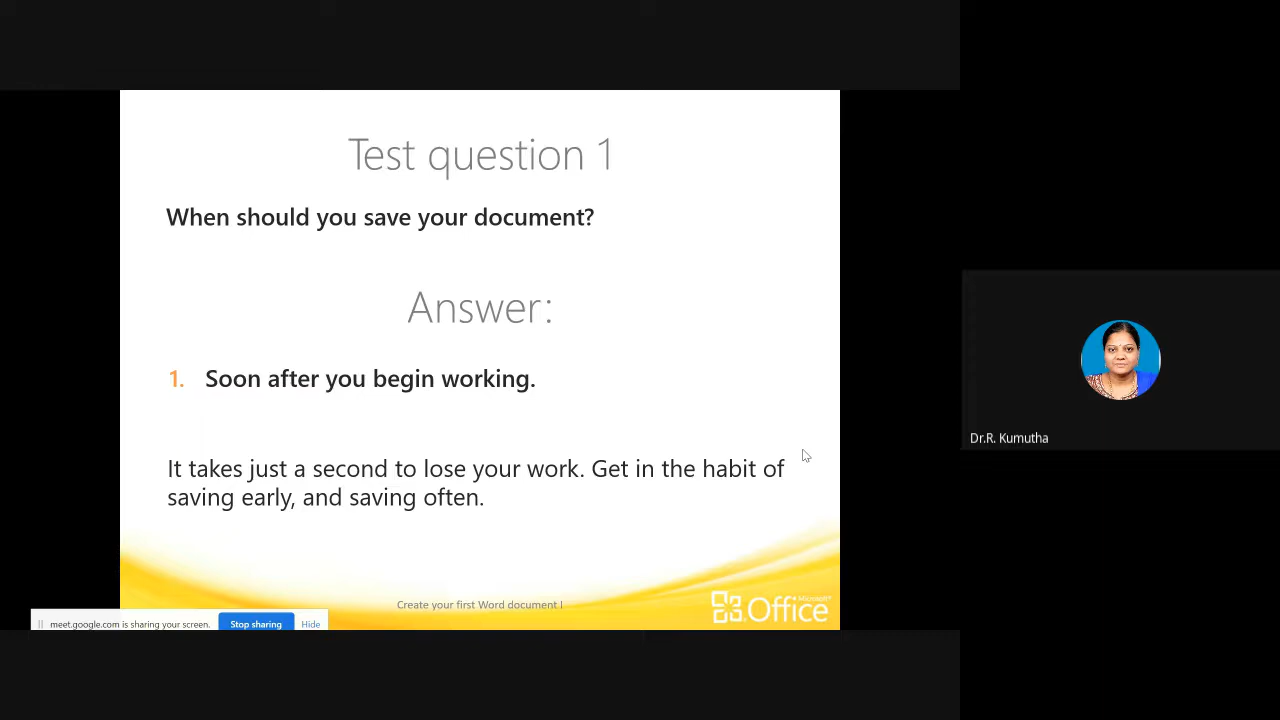 Test question 1
When should you save your document?
Answer:
1. Soon after you begin working.
It takes just a second to lose your work. Get in the habit of
saving early, and saving often.
Create your first Word document I
Microsoft
Office
meet.google.com is sharing your screen. Stop sharing Hide
Dr.R. Kumutha